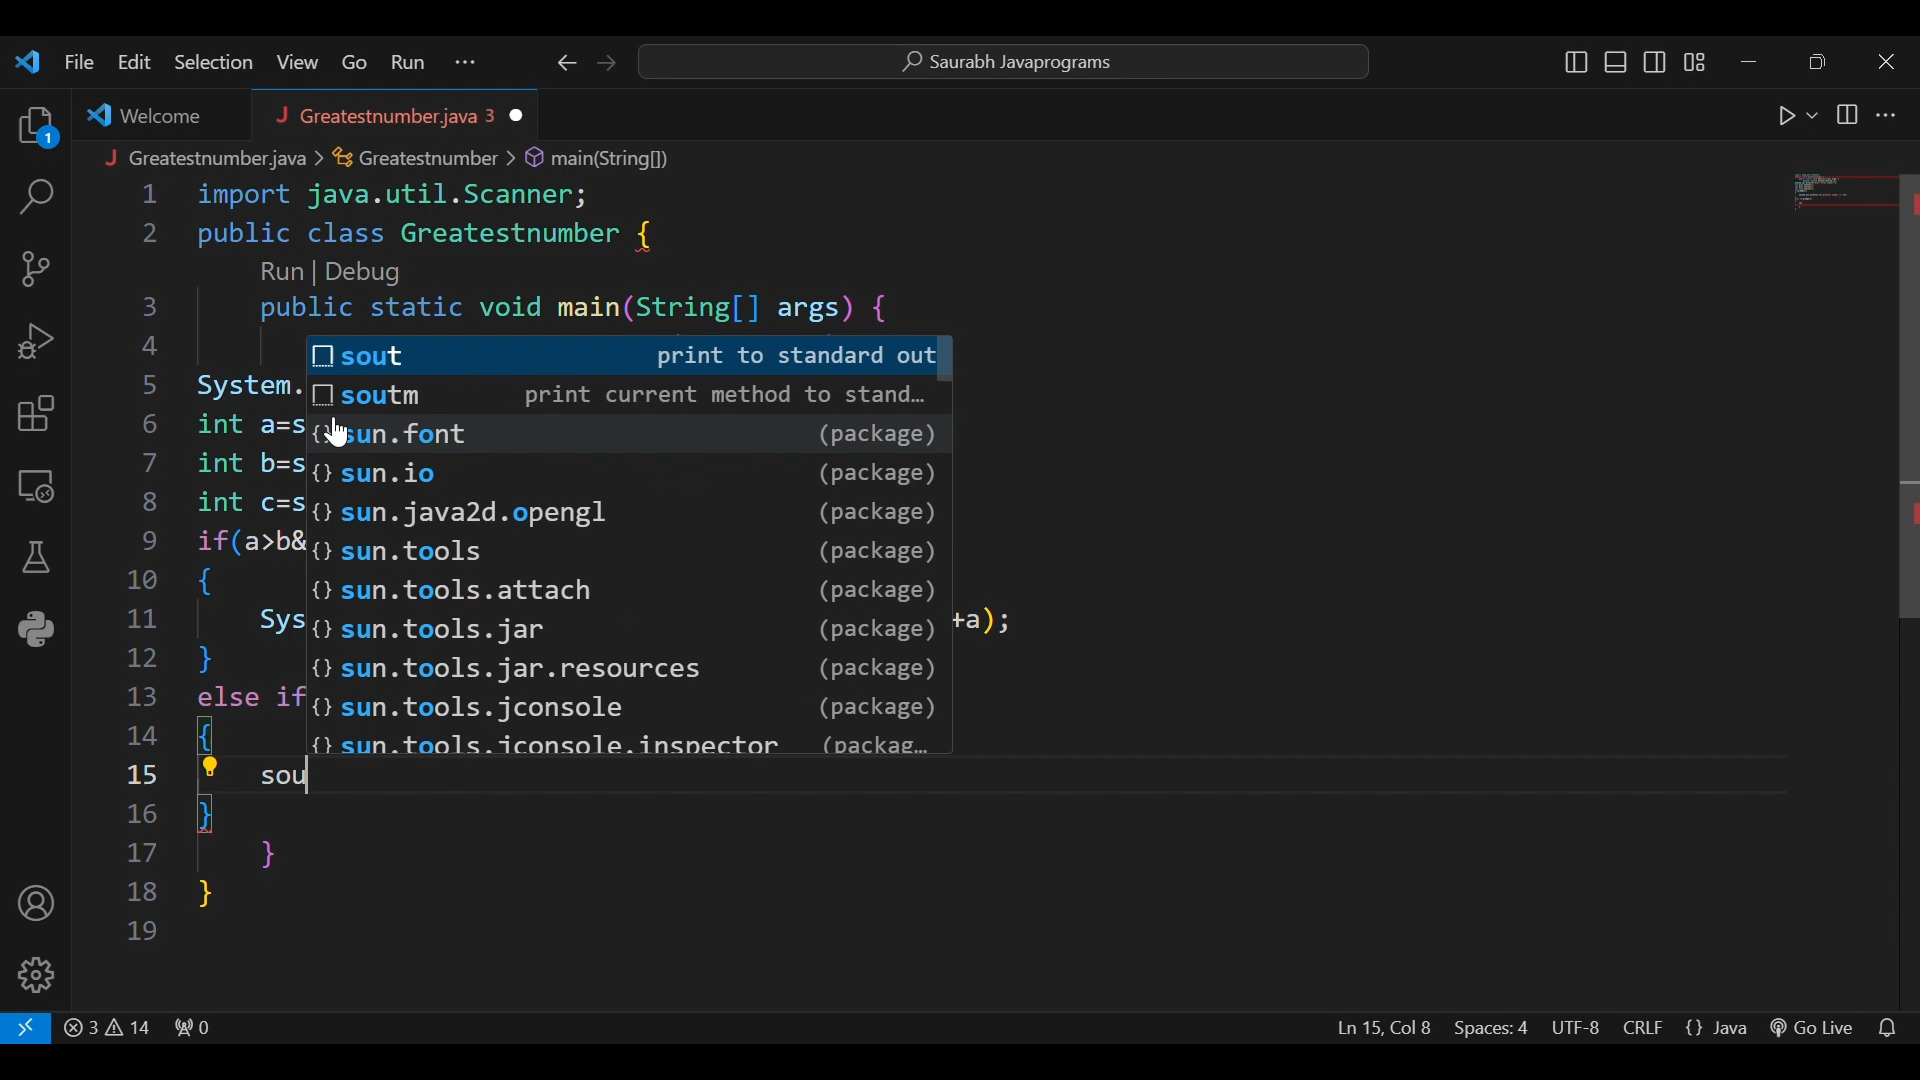 File Edit Selection View Go Run ··· Saurabh Javaprograms
1
Welcome
Greatestnumber.java 3
Greatestnumber.java > Greatestnumber > main(String[])
1 import java.util.Scanner;
2 public class Greatestnumber {
Run | Debug
3 public static void main(String[] args) {
4
5 System.
6 int a=s
7 int b=s
8 int c=s
9 if(a>b&
10 {
11 Sys +a);
12 }
13 else if
14 {
15 sou
16 }
17 }
18 }
19
sout print to standard out
soutm print current method to stand…
{} sun.font (package)
{} sun.io (package)
{} sun.java2d.opengl (package)
{} sun.tools (package)
{} sun.tools.attach (package)
{} sun.tools.jar (package)
{} sun.tools.jar.resources (package)
{} sun.tools.jconsole (package)
{} sun.tools.jconsole.inspector (packag…
3 14 0 Ln 15, Col 8 Spaces: 4 UTF-8 CRLF {} Java Go Live